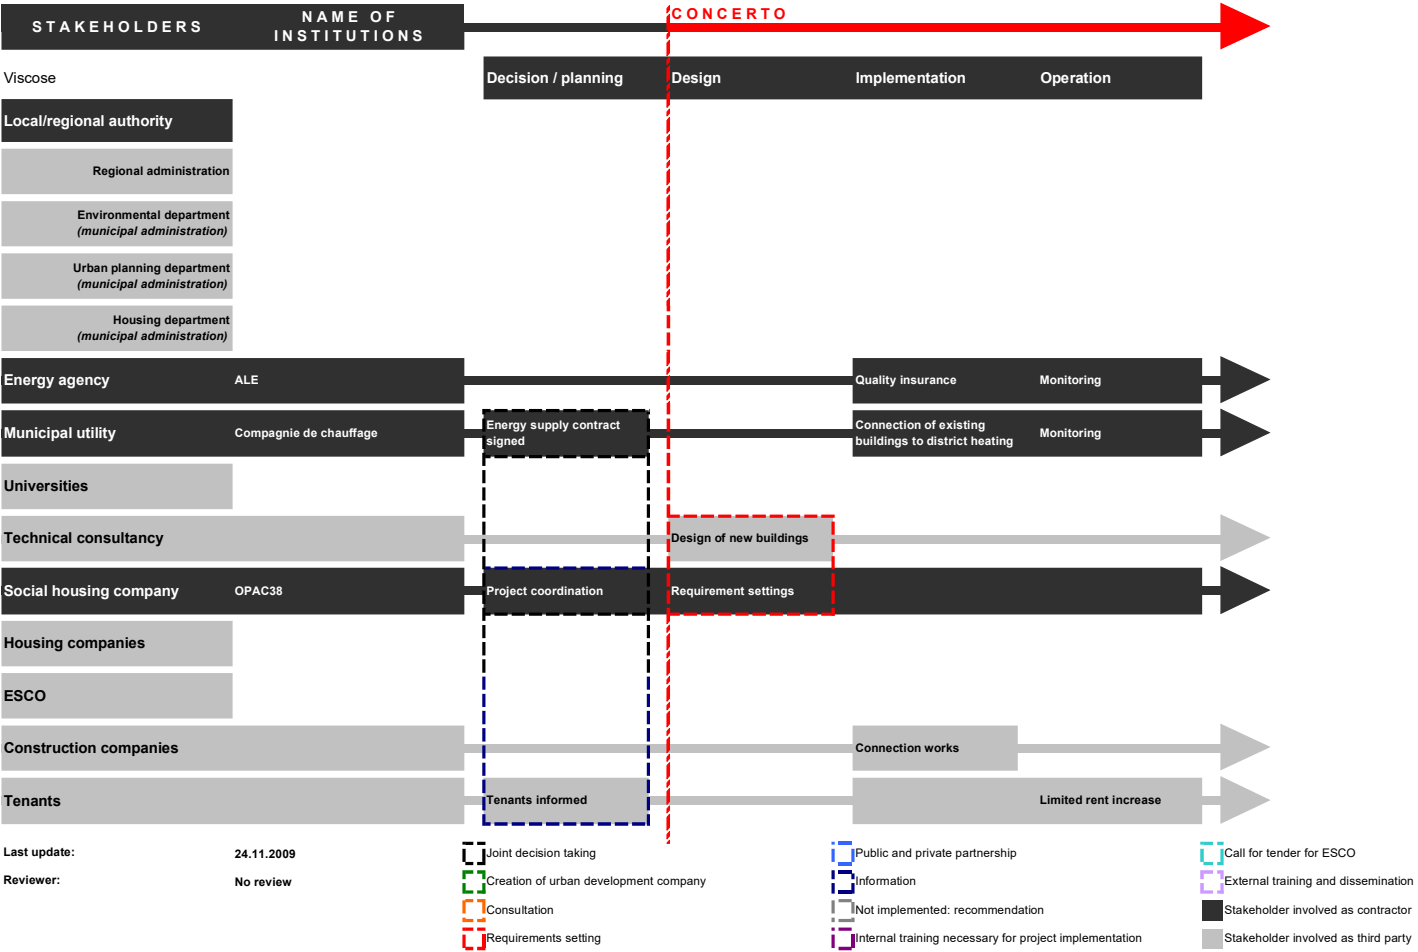 STAKEHOLDERS
NAME OF
INSTITUTIONS
CONCERTO
Viscose
Decision / planning
Design
Implementation
Operation
Local/regional authority
Regional administration
Environmental department
(municipal administration)
Urban planning department
(municipal administration)
Housing department
(municipal administration)
Energy agency
ALE
Quality insurance
Monitoring
Municipal utility
Compagnie de chauffage
Energy supply contract
signed
Connection of existing
buildings to district heating
Monitoring
Universities
Technical consultancy
Design of new buildings
Social housing company
OPAC38
Project coordination
Requirement settings
Housing companies
ESCO
Construction companies
Connection works
Tenants
Tenants informed
Limited rent increase
Last update:
24.11.2009
Joint decision taking
Public and private partnership
Call for tender for ESCO
Reviewer:
No review
Creation of urban development company
Information
External training and dissemination
Consultation
Not implemented: recommendation
Stakeholder involved as contractor
Requirements setting
Internal training necessary for project implementation
Stakeholder involved as third party